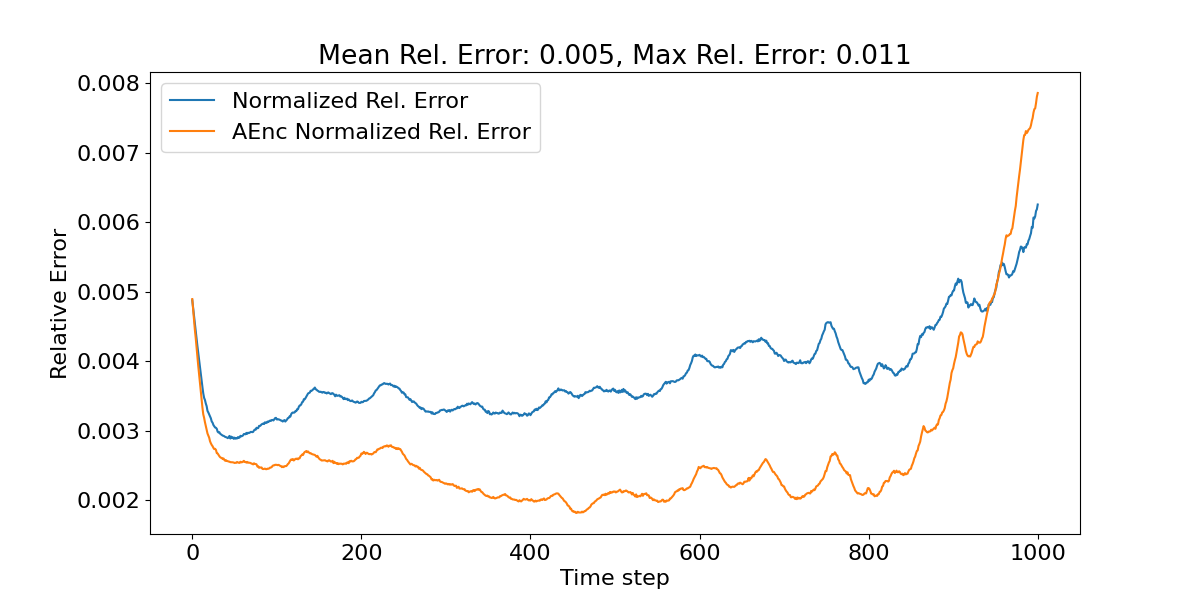 Mean Rel. Error: 0.005, Max Rel. Error: 0.011
0.008
0.007
0.006
0.005
0.004
0.003
0.002
Relative Error
Normalized Rel. Error
AEnc Normalized Rel. Error
0
200
400
600
800
1000
Time step